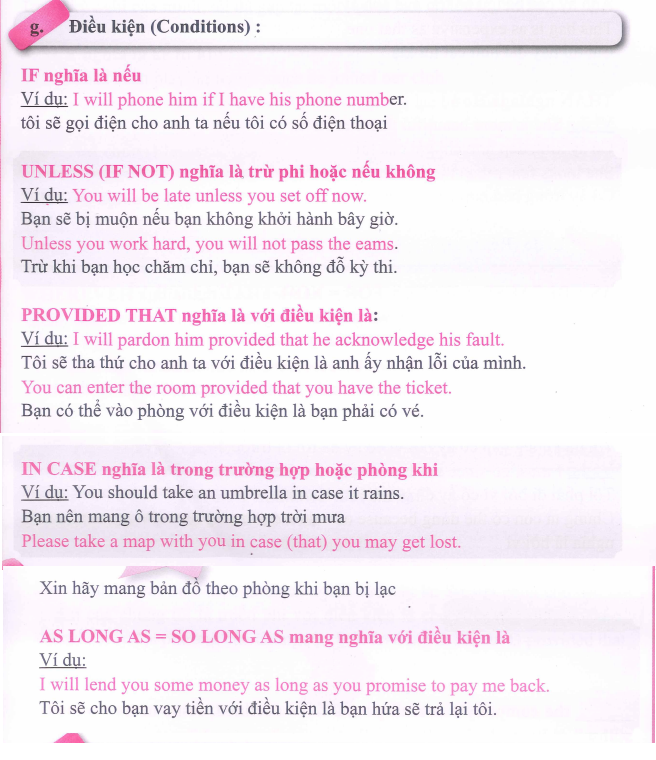 g. Điều kiện (Conditions) :
IF nghĩa là nếu
Ví dụ: I will phone him if I have his phone number.
tôi sẽ gọi điện cho anh ta nếu tôi có số điện thoại
UNLESS (IF NOT) nghĩa là trừ phi hoặc nếu không
Ví dụ: You will be late unless you set off now.
Bạn sẽ bị muộn nếu bạn không khởi hành bây giờ.
Unless you work hard, you will not pass the eams.
Trừ khi bạn học chăm chỉ, bạn sẽ không đỗ kỳ thi.
PROVIDED THAT nghĩa là với điều kiện là:
Ví dụ: I will pardon him provided that he acknowledge his fault.
Tôi sẽ tha thứ cho anh ta với điều kiện là anh ấy nhận lỗi của mình.
You can enter the room provided that you have the ticket.
Bạn có thể vào phòng với điều kiện là bạn phải có vé.
IN CASE nghĩa là trong trường hợp hoặc phòng khi
Ví dụ: You should take an umbrella in case it rains.
Bạn nên mang ô trong trường hợp trời mưa
Please take a map with you in case (that) you may get lost.
Xin hãy mang bản đồ theo phòng khi bạn bị lạc
AS LONG AS = SO LONG AS mang nghĩa với điều kiện là
Ví dụ:
I will lend you some money as long as you promise to pay me back.
Tôi sẽ cho bạn vay tiền với điều kiện là bạn hứa sẽ trả lại tôi.